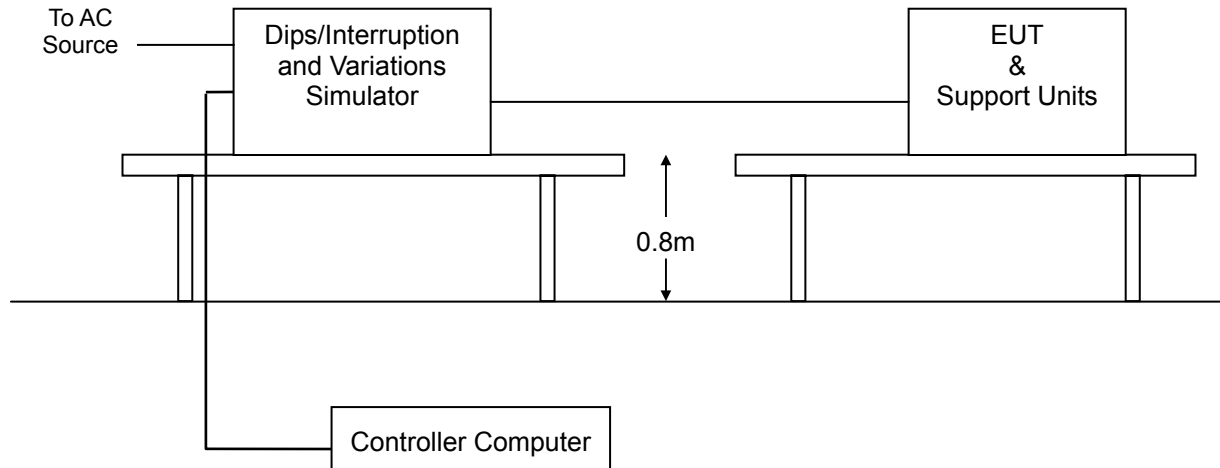 To AC
Source
Dips/Interruption
and Variations
Simulator
EUT
&
Support Units
0.8m
Controller Computer